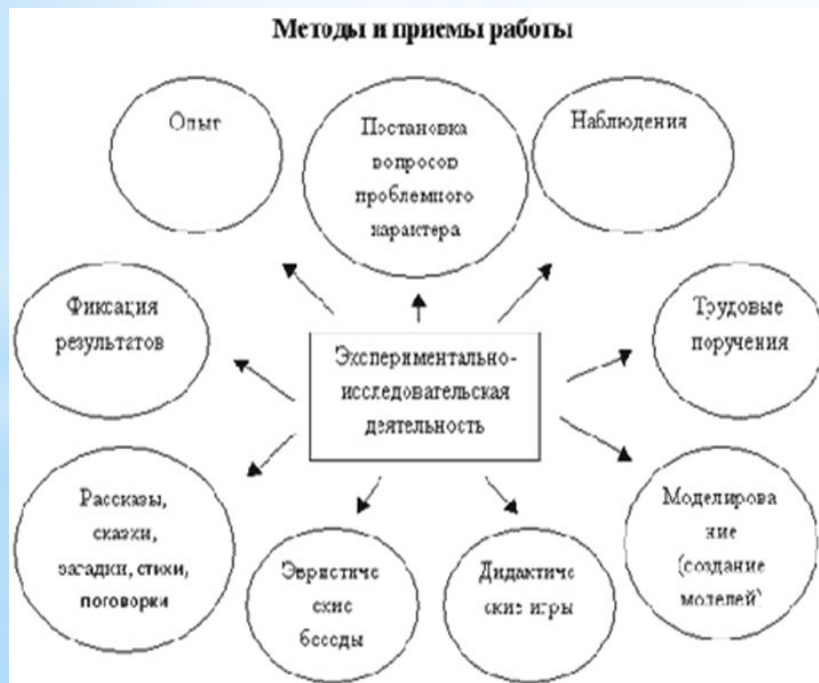 Методы и приемы работы
Опыт
Постановка
вопросов
проблемного
характера
Наблюдения
Фиксация
результатов
Экспериментально-
исследовательская
деятельность
Трудовые
поручения
Рассказы,
сказки,
загадки, стихи,
поговорки
Эвристиче
ские
беседы
Дидактиче
ские игры
Моделирова
ние
(создание
моделей)